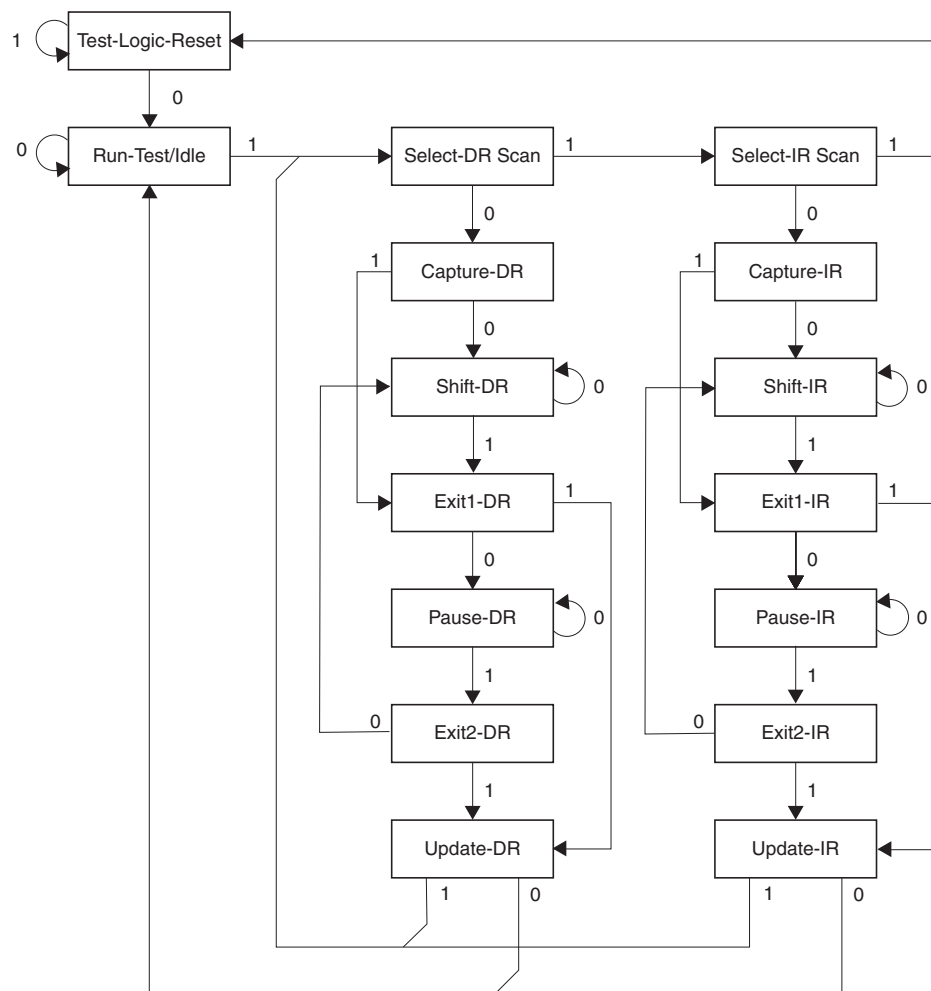 Test-Logic-Reset
1
0
0
Run-Test/Idle
1
Select-DR Scan
1
Select-IR Scan
1
0
0
1
Capture-DR
1
Capture-IR
0
0
Shift-DR
0
Shift-IR
0
1
1
Exit1-DR
1
Exit1-IR
1
0
0
Pause-DR
0
Pause-IR
0
1
1
0
Exit2-DR
0
Exit2-IR
1
1
Update-DR
Update-IR
1
0
1
0